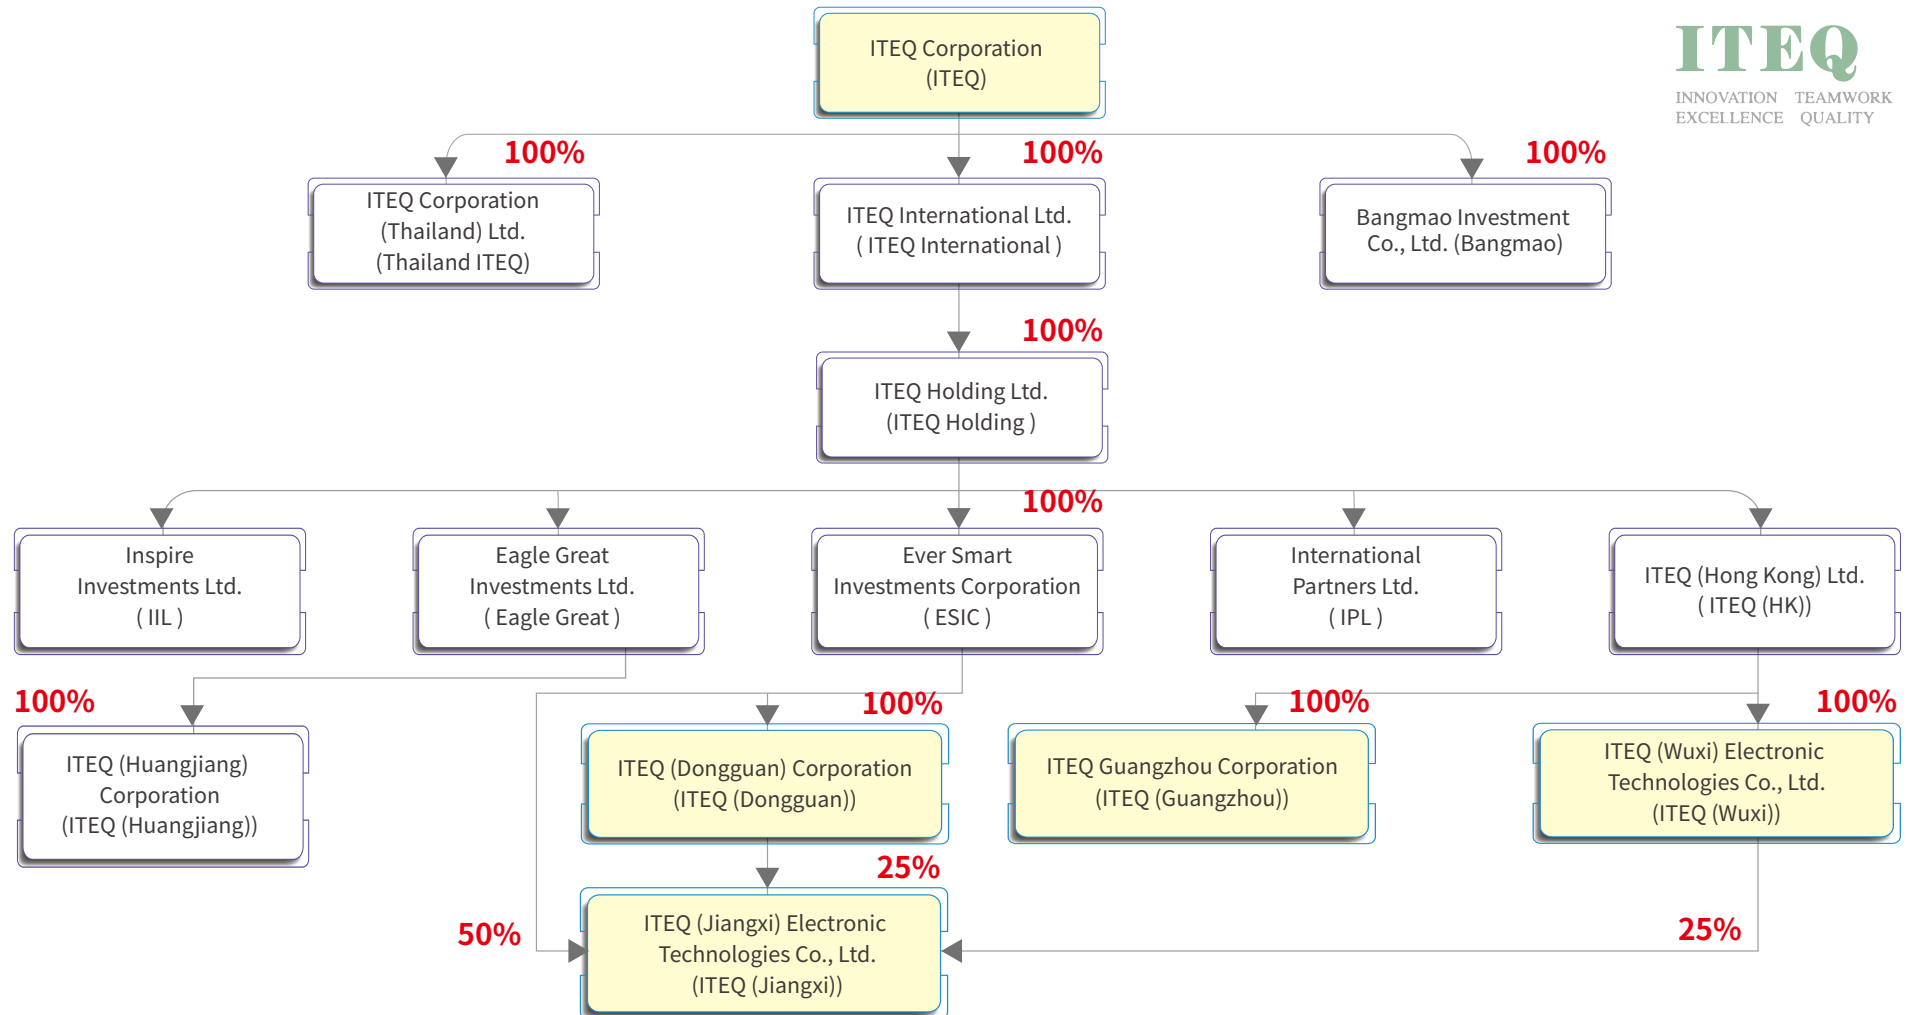 ITEQ Corporation
(ITEQ)
ITEQ
INNOVATION TEAMWORK
EXCELLENCE QUALITY
100%
100%
100%
ITEQ Corporation
(Thailand) Ltd.
(Thailand ITEQ)
ITEQ International Ltd.
( ITEQ International )
Bangmao Investment
Co., Ltd. (Bangmao)
100%
ITEQ Holding Ltd.
(ITEQ Holding )
100%
Inspire
Investments Ltd.
( IIL )
Eagle Great
Investments Ltd.
( Eagle Great )
Ever Smart
Investments Corporation
( ESIC )
International
Partners Ltd.
( IPL )
ITEQ (Hong Kong) Ltd.
( ITEQ (HK))
100%
100%
100%
100%
ITEQ (Huangjiang)
Corporation
(ITEQ (Huangjiang))
ITEQ (Dongguan) Corporation
(ITEQ (Dongguan))
ITEQ Guangzhou Corporation
(ITEQ (Guangzhou))
ITEQ (Wuxi) Electronic
Technologies Co., Ltd.
(ITEQ (Wuxi))
25%
50%
ITEQ (Jiangxi) Electronic
Technologies Co., Ltd.
(ITEQ (Jiangxi))
25%